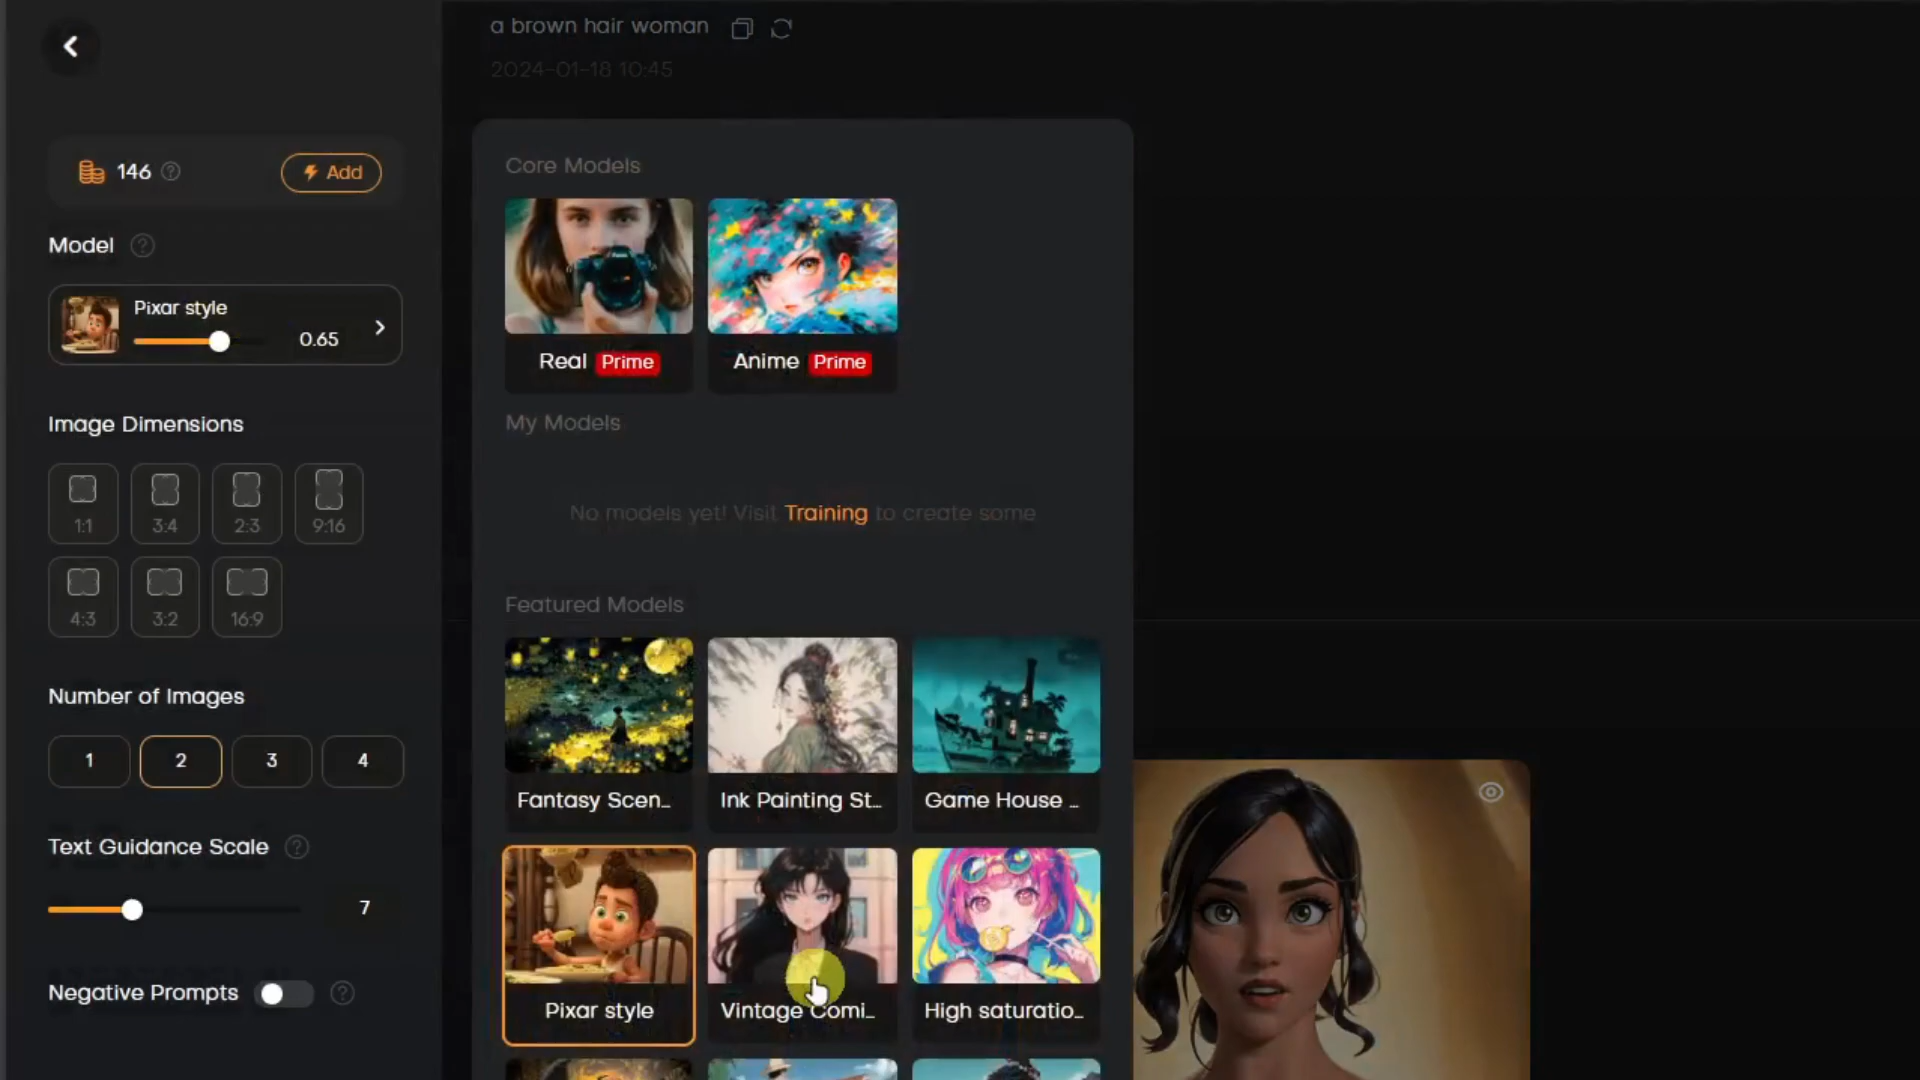 a brown hair woman
2024-01-18 10:45
146
Add
Model
Pixar style
0.65
Image Dimensions
1:1
3:4
2:3
9:16
4:3
3:2
16:9
Number of Images
1
2
3
4
Text Guidance Scale
7
Negative Prompts
Core Models
Real Prime
Anime Prime
My Models
No models yet! Visit Training to create some
Featured Models
Fantasy Scen...
Ink Painting St...
Game House ...
Pixar style
Vintage Comi...
High saturatio...